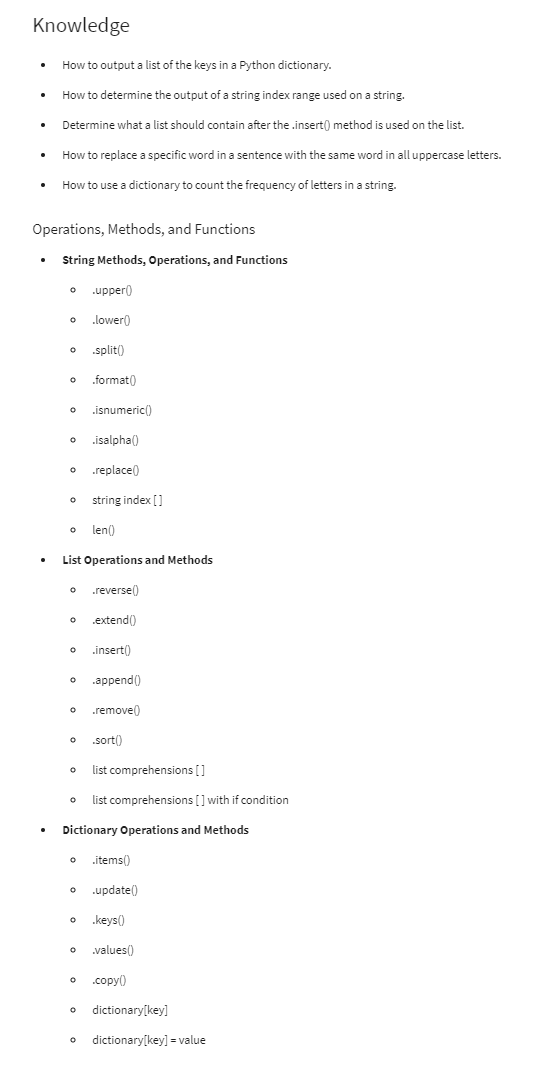 Knowledge
• How to output a list of the keys in a Python dictionary.
• How to determine the output of a string index range used on a string.
• Determine what a list should contain after the .insert() method is used on the list.
• How to replace a specific word in a sentence with the same word in all uppercase letters.
• How to use a dictionary to count the frequency of letters in a string.
Operations, Methods, and Functions
• String Methods, Operations, and Functions
◦ .upper()
◦ .lower()
◦ .split()
◦ .format()
◦ .isnumeric()
◦ .isalpha()
◦ .replace()
◦ string index [ ]
◦ len()
• List Operations and Methods
◦ .reverse()
◦ .extend()
◦ .insert()
◦ .append()
◦ .remove()
◦ .sort()
◦ list comprehensions [ ]
◦ list comprehensions [ ] with if condition
• Dictionary Operations and Methods
◦ .items()
◦ .update()
◦ .keys()
◦ .values()
◦ .copy()
◦ dictionary[key]
◦ dictionary[key] = value